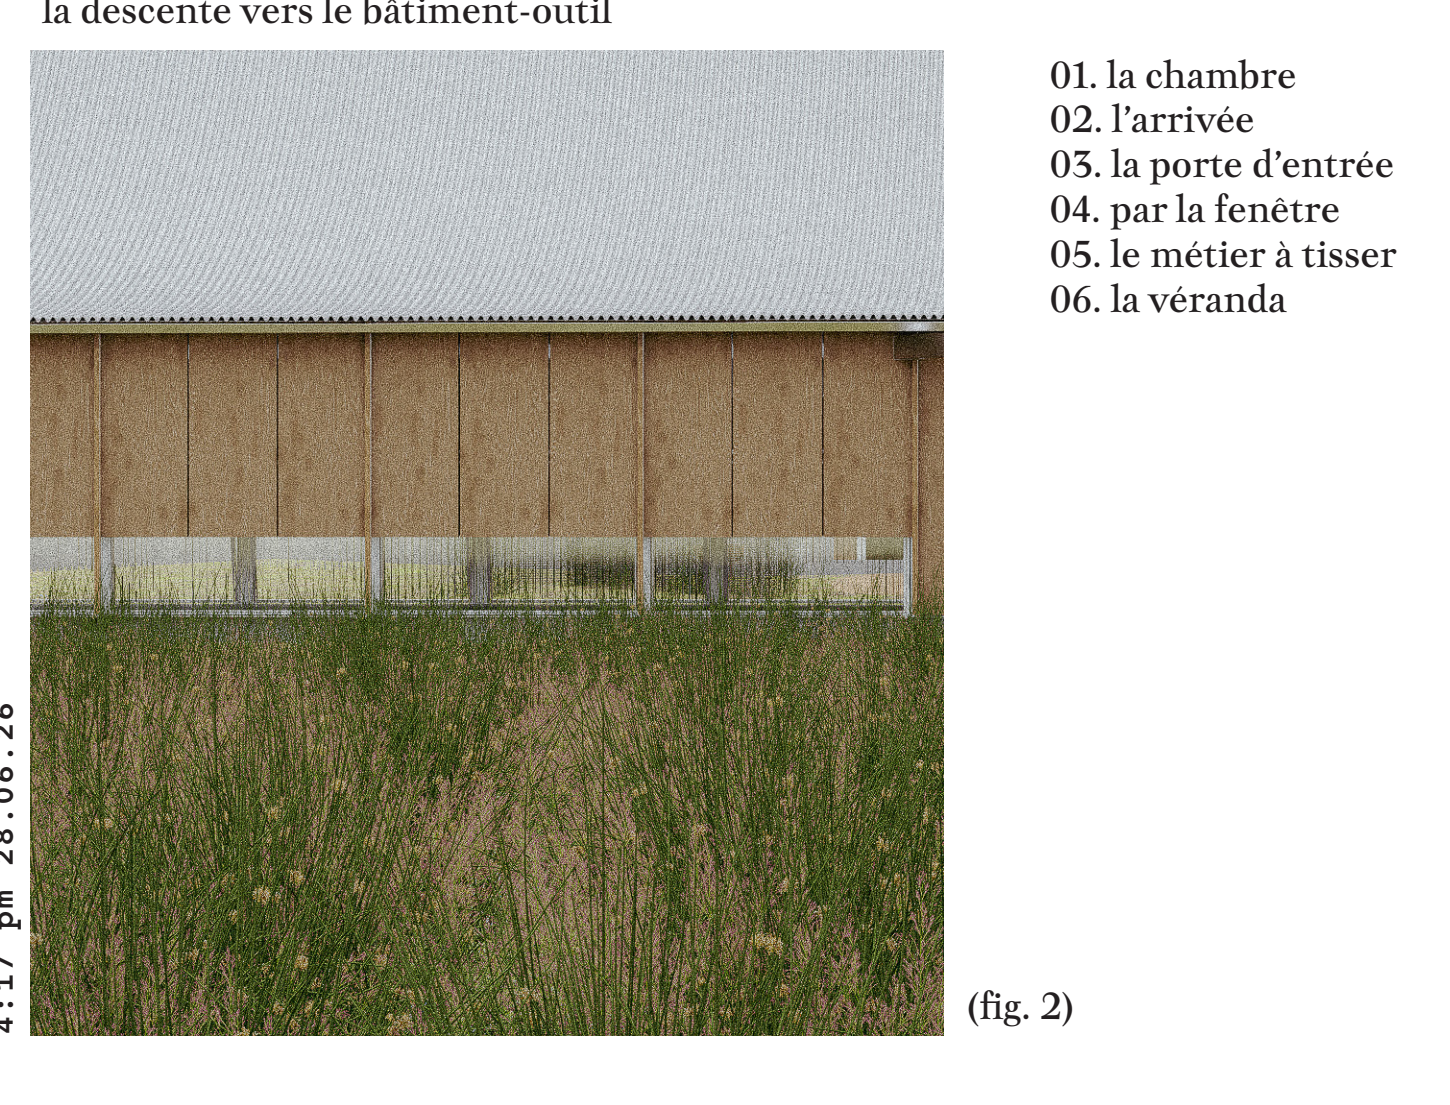 la descente vers le bâtiment-outil
01. la chambre
02. l’arrivée
03. la porte d’entrée
04. par la fenêtre
05. le métier à tisser
06. la véranda
4:17 pm 28.06.26
(fig. 2)